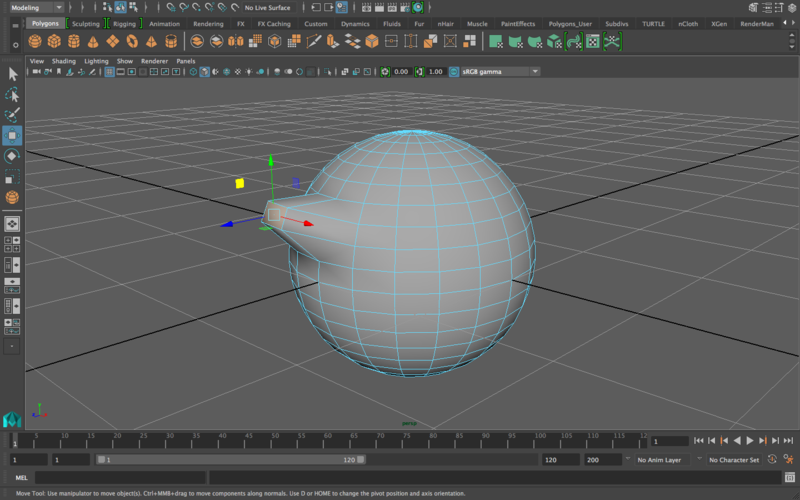 Modeling No Live Surface
Polygons Sculpting Rigging Animation Rendering FX FX Caching Custom Dynamics Fluids Fur nHair Muscle PaintEffects Polygons_User Subdivs TURTLE nCloth XGen RenderMan
View Shading Lighting Show Renderer Panels
0.00 1.00 sRGB gamma
persp
1 5 10 15 20 25 30 35 40 45 50 55 60 65 70 75 80 85 90 95 100 105 110 115 12 1
1 1 1 120 120 200 No Anim Layer No Character Set
MEL
Move Tool: Use manipulator to move object(s). Ctrl+MMB+drag to move components along normals. Use D or HOME to change the pivot position and axis orientation.